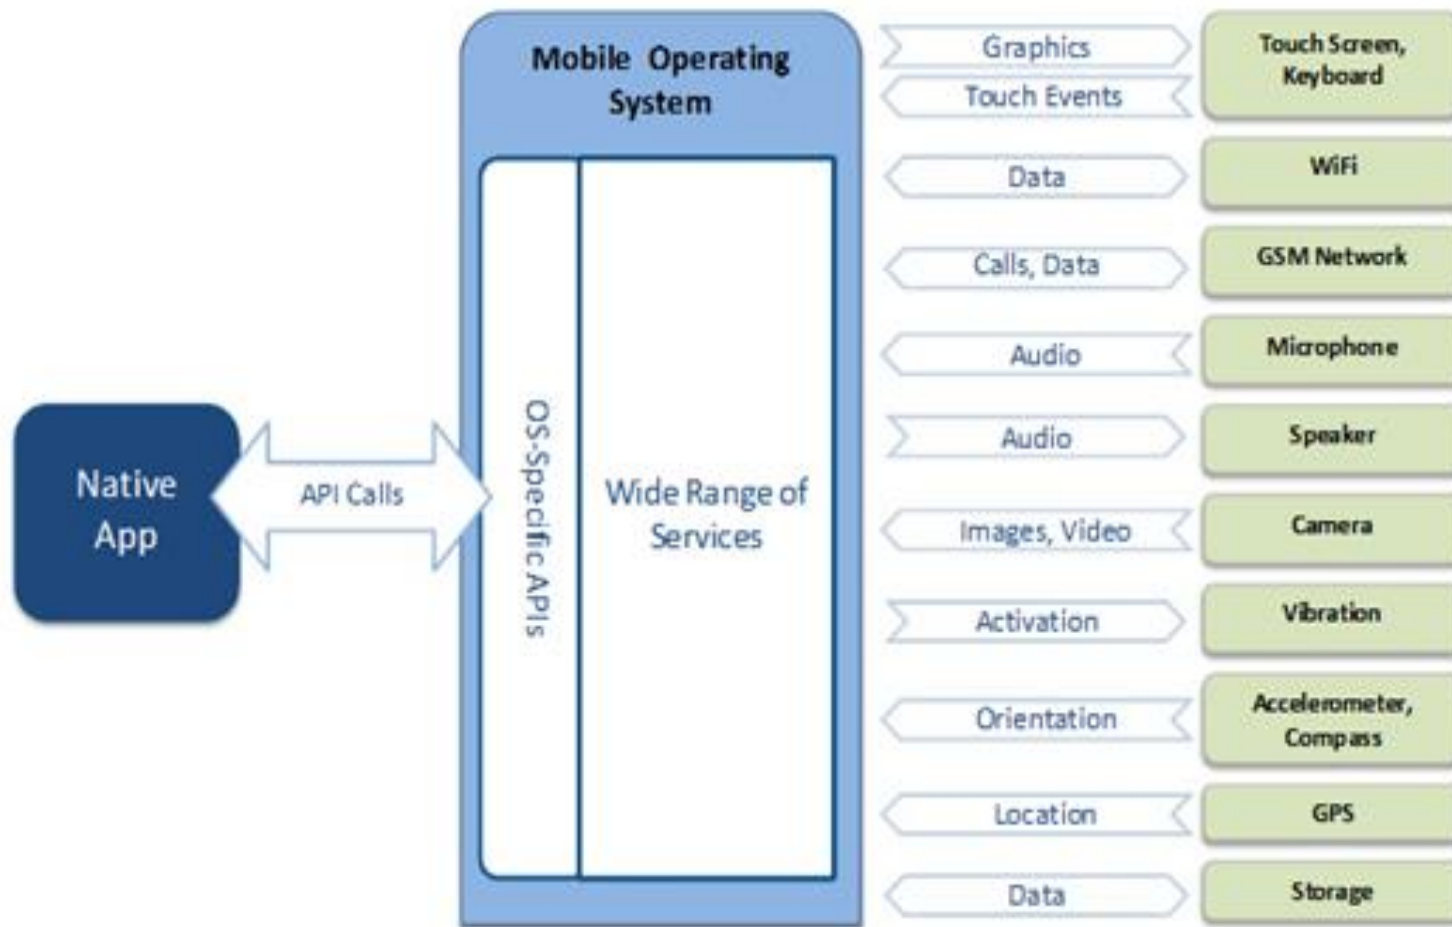 Mobile Operating
System
Native
App
API Calls
OS-Specific APIs
Wide Range of
Services
Graphics
Touch Events
Touch Screen,
Keyboard
Data
WiFi
Calls, Data
GSM Network
Audio
Microphone
Audio
Speaker
Images, Video
Camera
Activation
Vibration
Orientation
Accelerometer,
Compass
Location
GPS
Data
Storage